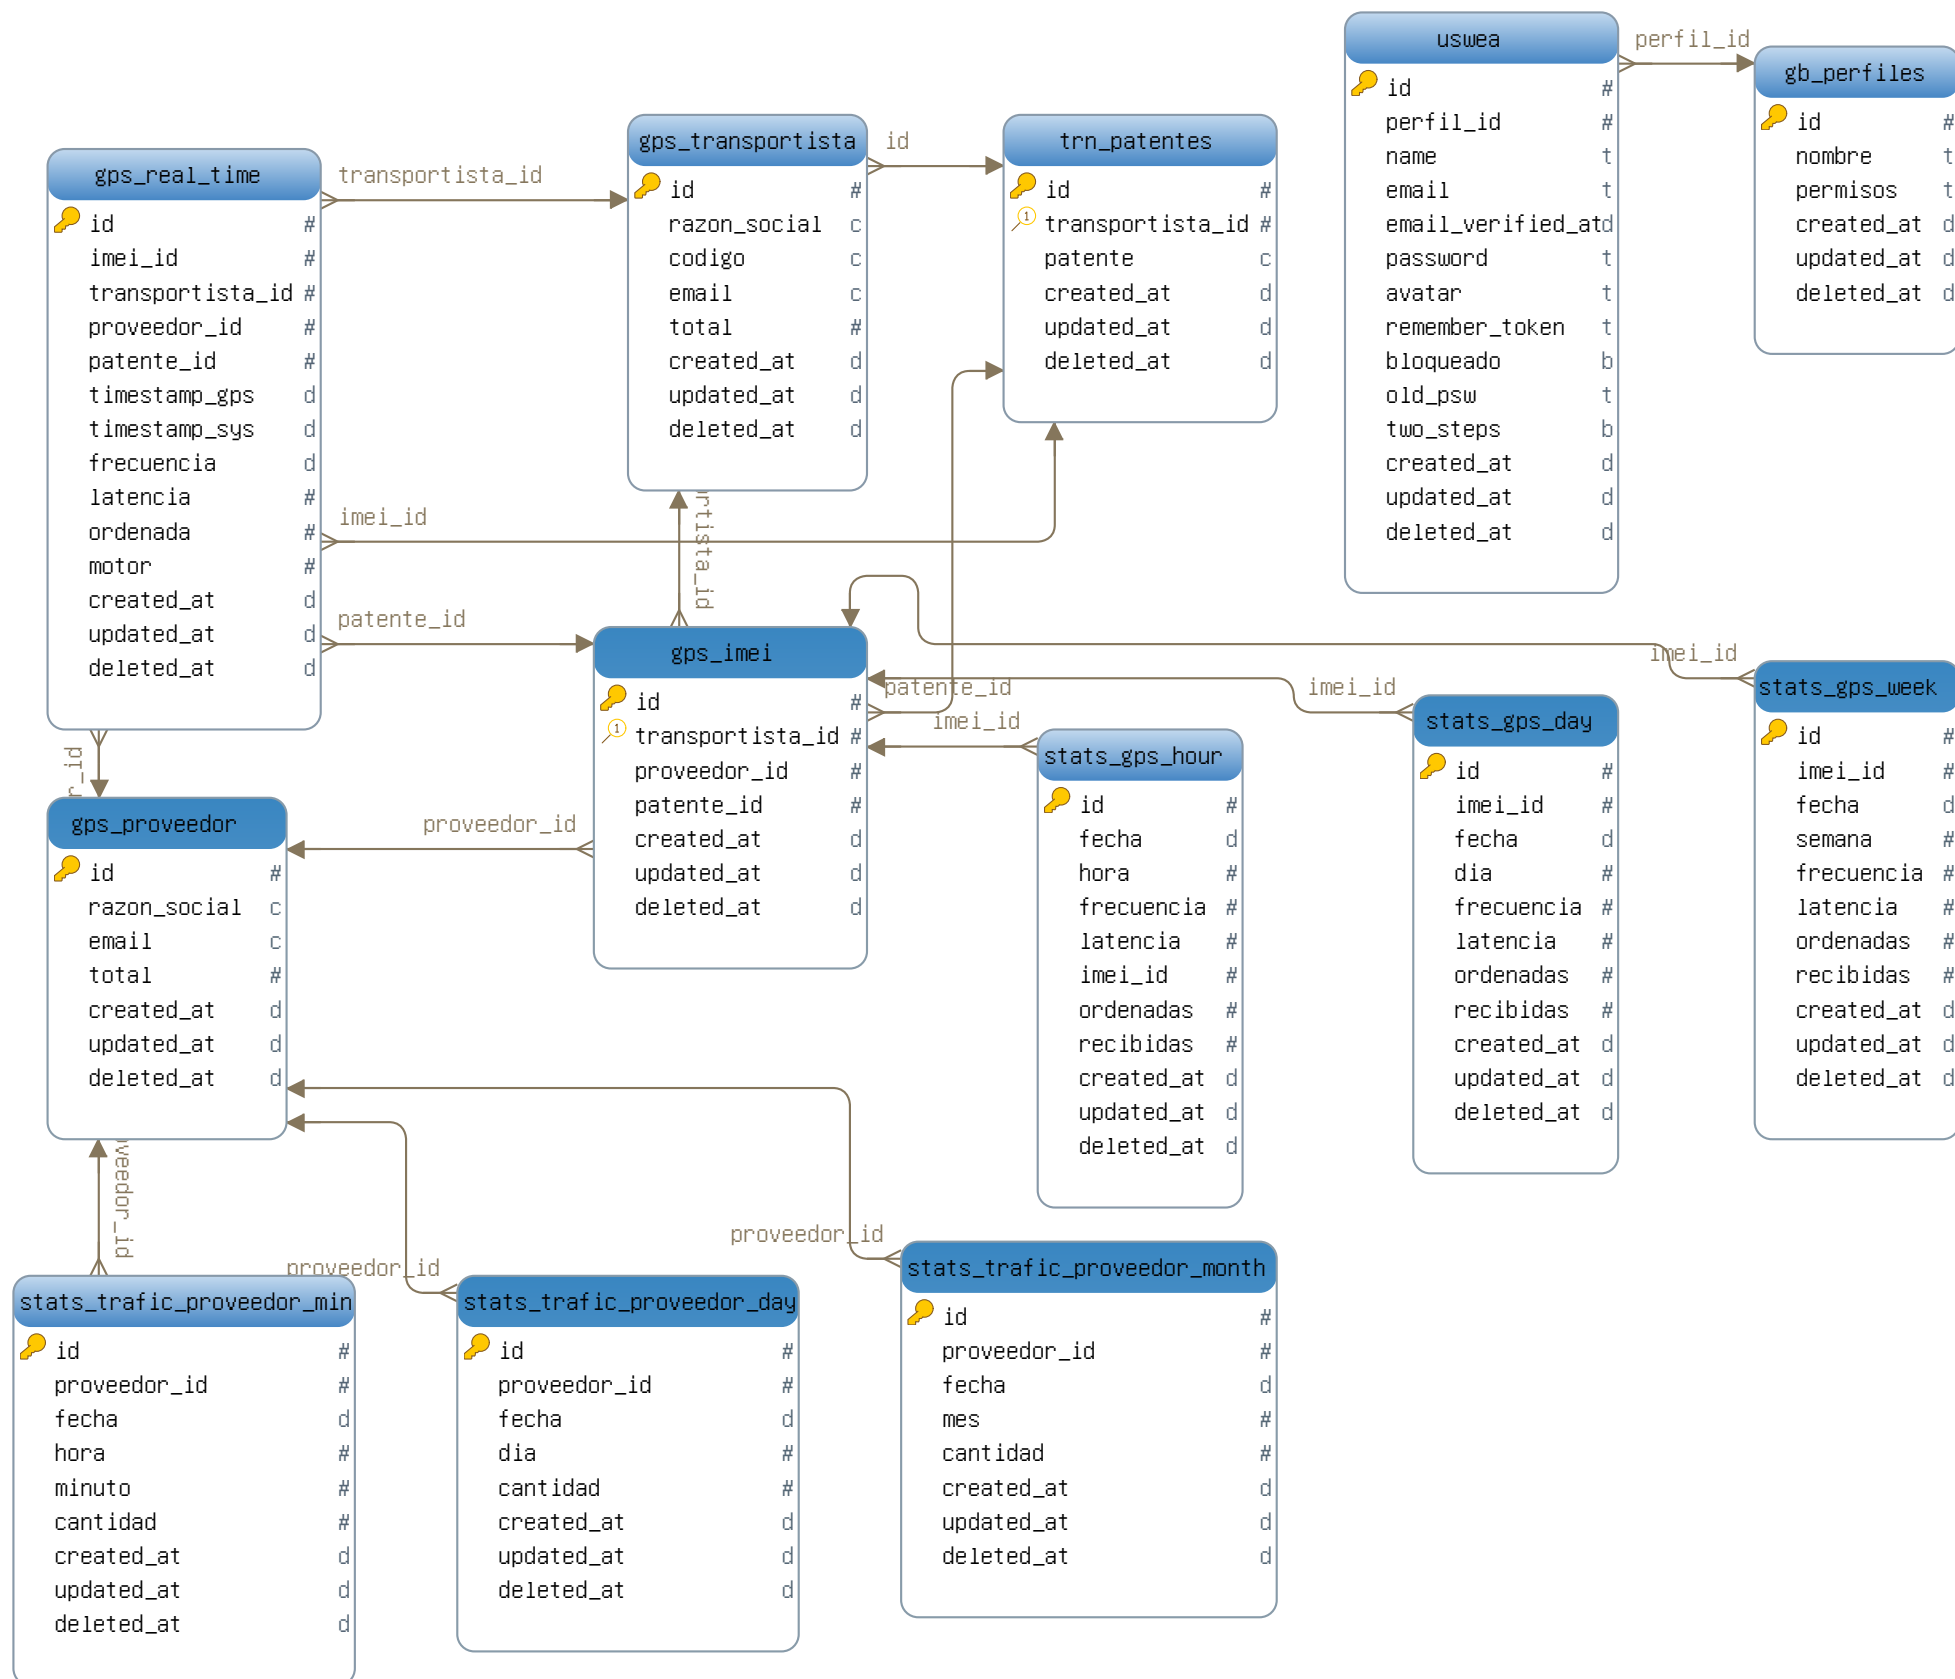 uswea
id #
perfil_id #
name t
email t
email_verified_at d
password t
avatar t
remember_token t
bloqueado b
old_psw t
two_steps b
created_at d
updated_at d
deleted_at d
perfil_id
gb_perfiles
id #
nombre t
permisos t
created_at d
updated_at d
deleted_at d
gps_real_time
id #
imei_id #
transportista_id #
proveedor_id #
patente_id #
timestamp_gps d
timestamp_sys d
frecuencia d
latencia #
ordenada #
motor #
created_at d
updated_at d
deleted_at d
transportista_id
imei_id
patente_id
r_id
gps_transportista
id #
razon_social c
codigo c
email c
total #
created_at d
updated_at d
deleted_at d
id
rtista_id
trn_patentes
id #
1 transportista_id #
patente c
created_at d
updated_at d
deleted_at d
gps_imei
id #
1 transportista_id #
proveedor_id #
patente_id #
created_at d
updated_at d
deleted_at d
patente_id
imei_id
imei_id
imei_id
proveedor_id
stats_gps_hour
id #
fecha d
hora #
frecuencia #
latencia #
imei_id #
ordenadas #
recibidas #
created_at d
updated_at d
deleted_at d
stats_gps_day
id #
imei_id #
fecha d
dia #
frecuencia #
latencia #
ordenadas #
recibidas #
created_at d
updated_at d
deleted_at d
stats_gps_week
id #
imei_id #
fecha d
semana #
frecuencia #
latencia #
ordenadas #
recibidas #
created_at d
updated_at d
deleted_at d
gps_proveedor
id #
razon_social c
email c
total #
created_at d
updated_at d
deleted_at d
veedor_id
proveedor_id
proveedor_id
stats_trafic_proveedor_min
id #
proveedor_id #
fecha d
hora #
minuto #
cantidad #
created_at d
updated_at d
deleted_at d
stats_trafic_proveedor_day
id #
proveedor_id #
fecha d
dia #
cantidad #
created_at d
updated_at d
deleted_at d
stats_trafic_proveedor_month
id #
proveedor_id #
fecha d
mes #
cantidad #
created_at d
updated_at d
deleted_at d